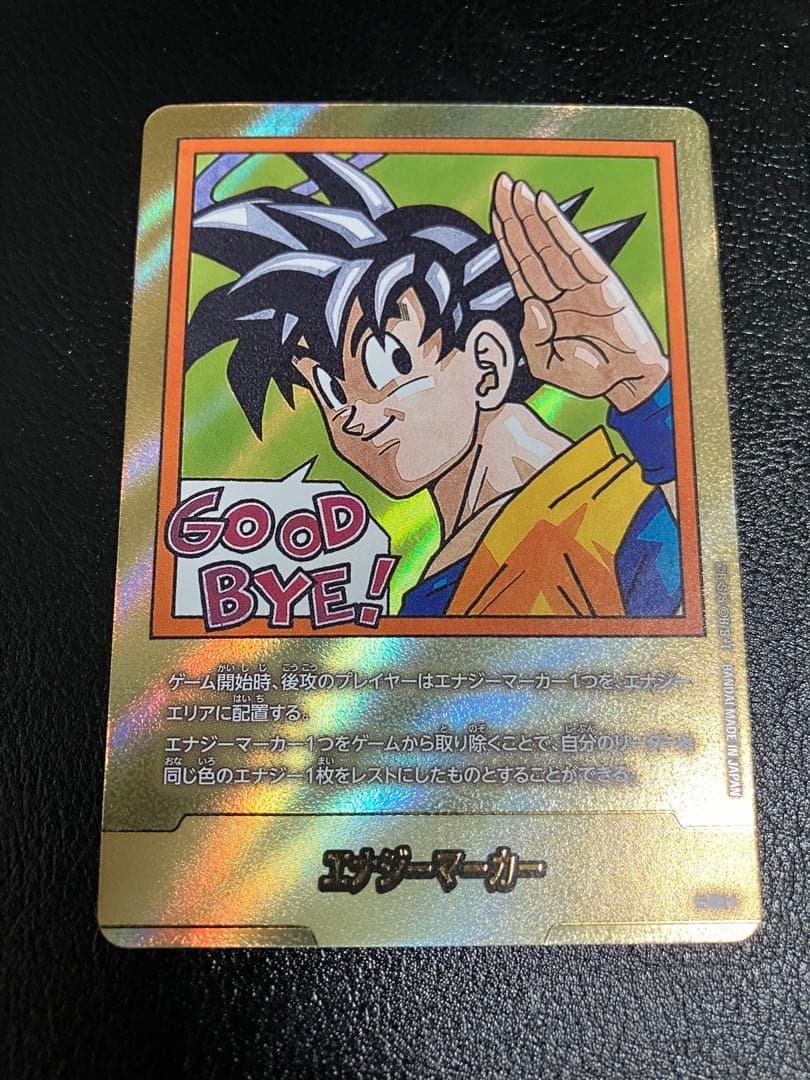 GOOD
BYE!
ゲーム開始時、後攻のプレイヤーはエナジーマーカー1つを、エナジー
エリアに配置する。
エナジーマーカー1つをゲームから取り除くことで、自分のリーダーと
同じ色のエナジー1枚をレストにしたものとすることができる。
BANDAI MADE IN JAPAN
エナジーマーカー